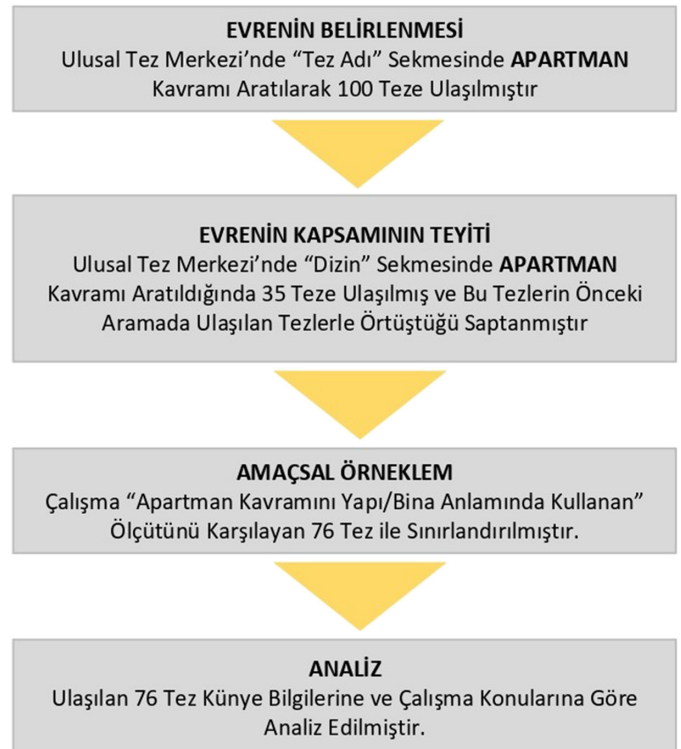 EVRENİN BELİRLENMESİ
Ulusal Tez Merkezi’nde “Tez Adı” Sekmesinde APARTMAN
Kavramı Aratılarak 100 Teze Ulaşılmıştır
EVRENİN KAPSAMININ TEYİTİ
Ulusal Tez Merkezi’nde “Dizin” Sekmesinde APARTMAN
Kavramı Aratıldığında 35 Teze Ulaşılmış ve Bu Tezlerin Önceki
Aramada Ulaşılan Tezlerle Örtüştüğü Saptanmıştır
AMAÇSAL ÖRNEKLEM
Çalışma “Apartman Kavramını Yapı/Bina Anlamında Kullanan”
Ölçütünü Karşılayan 76 Tez ile Sınırlandırılmıştır.
ANALİZ
Ulaşılan 76 Tez Künye Bilgilerine ve Çalışma Konularına Göre
Analiz Edilmiştir.